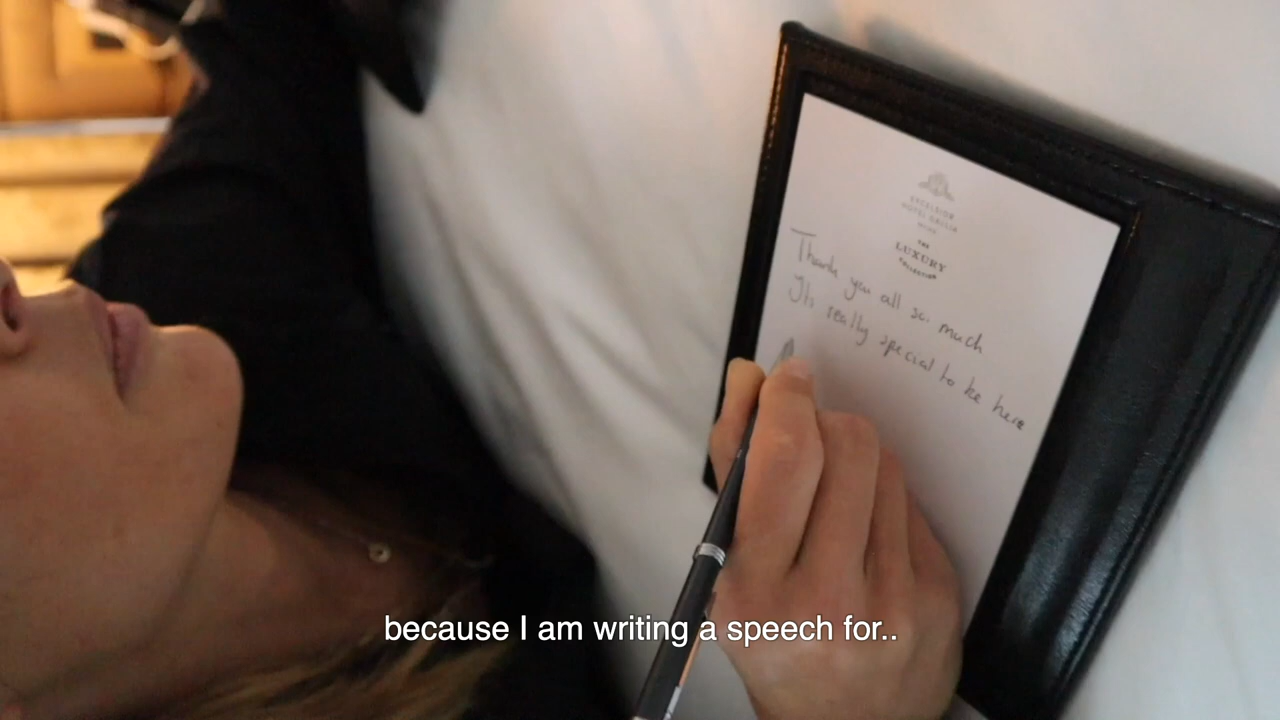 EXCELSIOR
HOTEL GALLIA
MILAN
THE
LUXURY
COLLECTION
Thank you all so much
Its really special to be here
because I am writing a speech for..